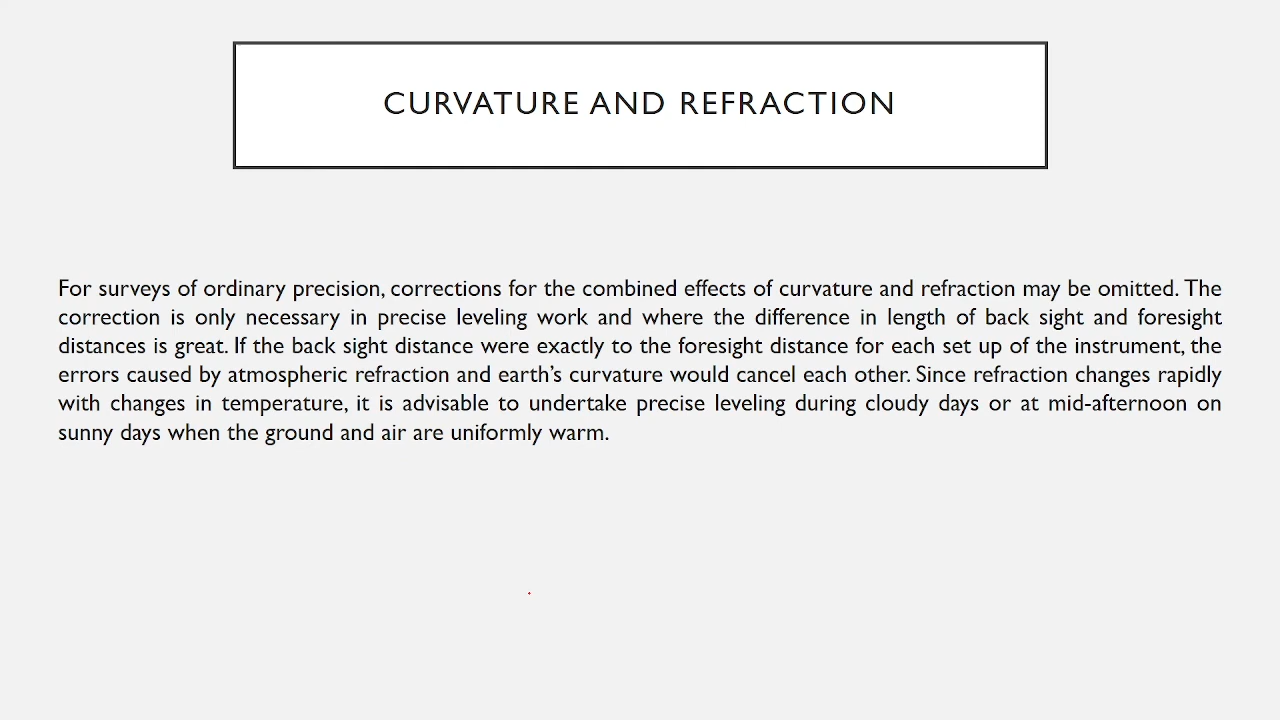 CURVATURE AND REFRACTION
For surveys of ordinary precision, corrections for the combined effects of curvature and refraction may be omitted. The
correction is only necessary in precise leveling work and where the difference in length of back sight and foresight
distances is great. If the back sight distance were exactly to the foresight distance for each set up of the instrument, the
errors caused by atmospheric refraction and earth’s curvature would cancel each other. Since refraction changes rapidly
with changes in temperature, it is advisable to undertake precise leveling during cloudy days or at mid-afternoon on
sunny days when the ground and air are uniformly warm.